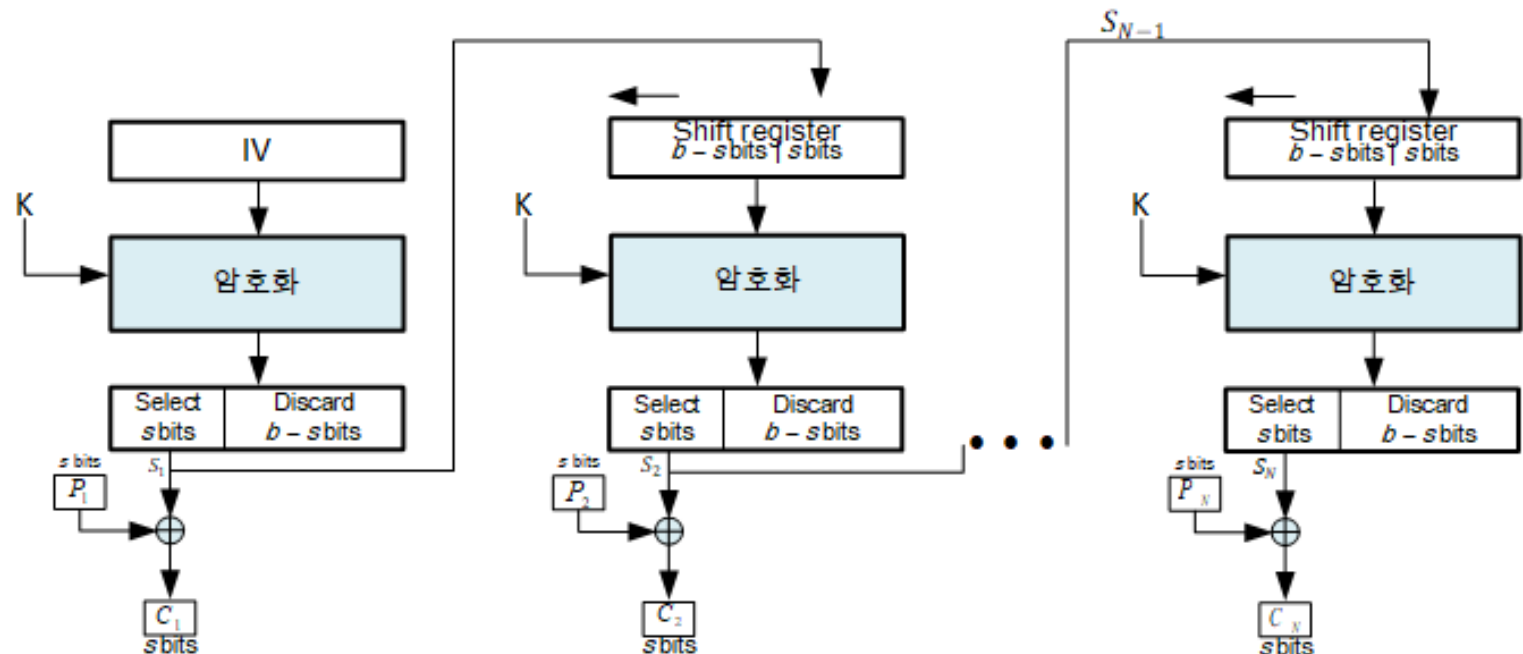 S_{N-1}
IV
Shift register
b – s bits | s bits
Shift register
b – s bits | s bits
K
K
K
암호화
암호화
암호화
Select
s bits
Discard
b – s bits
Select
s bits
Discard
b – s bits
Select
s bits
Discard
b – s bits
s bits
P_1
S_1
s bits
P_2
S_2
s bits
P_N
S_N
C_1
s bits
C_2
s bits
C_N
s bits